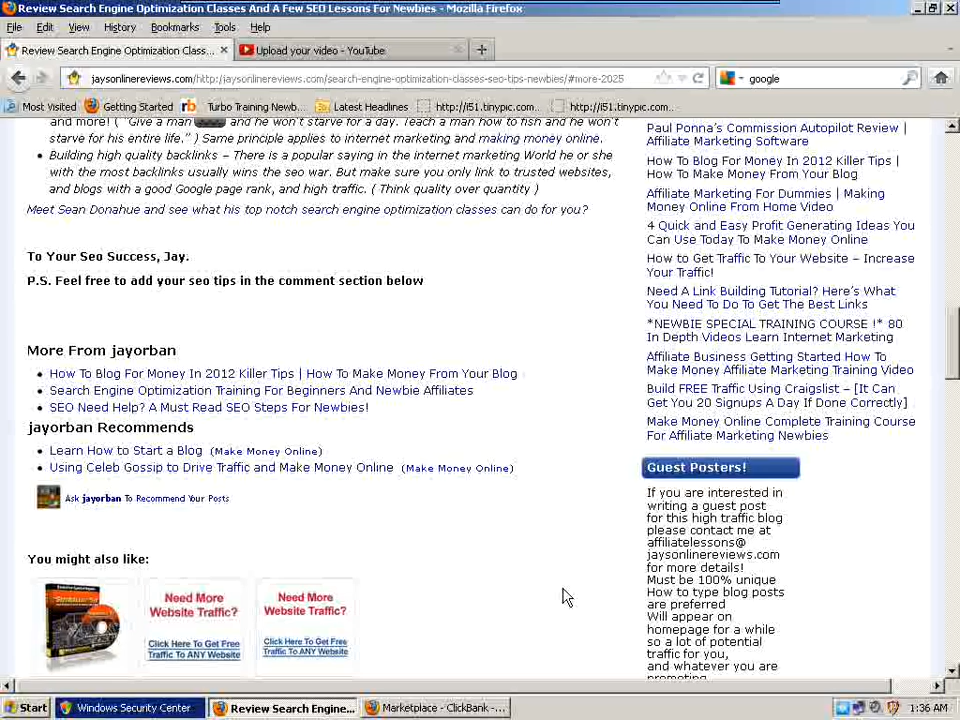 Review Search Engine Optimization Classes And A Few SEO Lessons For Newbies - Mozilla Firefox
File Edit View History Bookmarks Tools Help
Review Search Engine Optimization Class... × Upload your video - YouTube +
jaysonlinereviews.com/http:/jaysonlinereviews.com/search-engine-optimization-classes-seo-tips-newbies/#more-2025 google
Most Visited Getting Started Turbo Training Newb... Latest Headlines http://i51.tinypic.com... http://i51.tinypic.com...
and more! ( "Give a man and he won't starve for a day. Teach a man how to fish and he won't
starve for his entire life." ) Same principle applies to internet marketing and making money online.
Building high quality backlinks – There is a popular saying in the internet marketing World he or she
with the most backlinks usually wins the seo war. But make sure you only link to trusted websites,
and blogs with a good Google page rank, and high traffic. ( Think quality over quantity )
Meet Sean Donahue and see what his top notch search engine optimization classes can do for you?
To Your Seo Success, Jay.
P.S. Feel free to add your seo tips in the comment section below
More From jayorban
How To Blog For Money In 2012 Killer Tips | How To Make Money From Your Blog
Search Engine Optimization Training For Beginners And Newbie Affiliates
SEO Need Help? A Must Read SEO Steps For Newbies!
jayorban Recommends
Learn How to Start a Blog (Make Money Online)
Using Celeb Gossip to Drive Traffic and Make Money Online (Make Money Online)
Ask jayorban To Recommend Your Posts
You might also like:
Need More
Website Traffic?
Click Here To Get Free
Traffic To ANY Website
Need More
Website Traffic?
Click Here To Get Free
Traffic To ANY Website
Paul Ponna's Commission Autopilot Review |
Affiliate Marketing Software
How To Blog For Money In 2012 Killer Tips |
How To Make Money From Your Blog
Affiliate Marketing For Dummies | Making
Money Online From Home Video
4 Quick and Easy Profit Generating Ideas You
Can Use Today To Make Money Online
How to Get Traffic To Your Website – Increase
Your Traffic!
Need A Link Building Tutorial? Here's What
You Need To Do To Get The Best Links
*NEWBIE SPECIAL TRAINING COURSE !* 80
In Depth Videos Learn Internet Marketing
Affiliate Business Getting Started How To
Make Money Affiliate Marketing Training Video
Build FREE Traffic Using Craigslist – [It Can
Get You 20 Signups A Day If Done Correctly]
Make Money Online Complete Training Course
For Affiliate Marketing Newbies
Guest Posters!
If you are interested in
writing a guest post
for this high traffic blog
please contact me at
affiliatelessons@
jaysonlinereviews.com
for more details!
Must be 100% unique
How to type blog posts
are preferred
Will appear on
homepage for a while
so a lot of potential
traffic for you,
and whatever you are
promoting
Start Windows Security Center Review Search Engine... Marketplace - ClickBank -... 1:36 AM